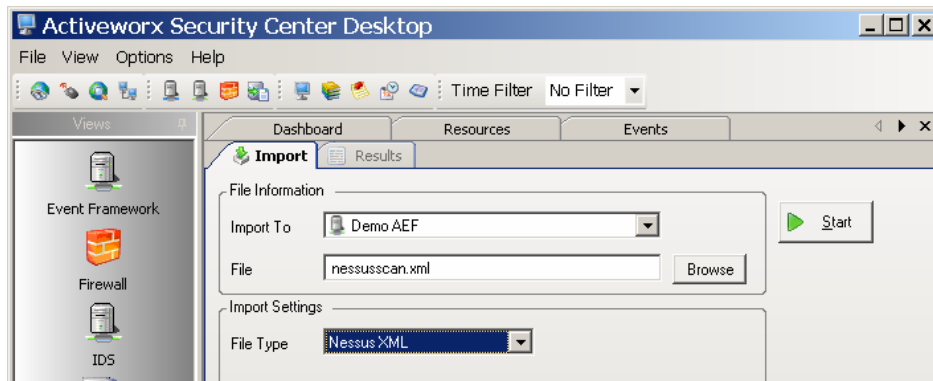 Activeworx Security Center Desktop
File View Options Help
Time Filter No Filter
Views
Dashboard Resources Events
Import Results
Event Framework
File Information
Import To Demo AEF
Start
File nessusscan.xml Browse
Firewall
Import Settings
File Type Nessus XML
IDS